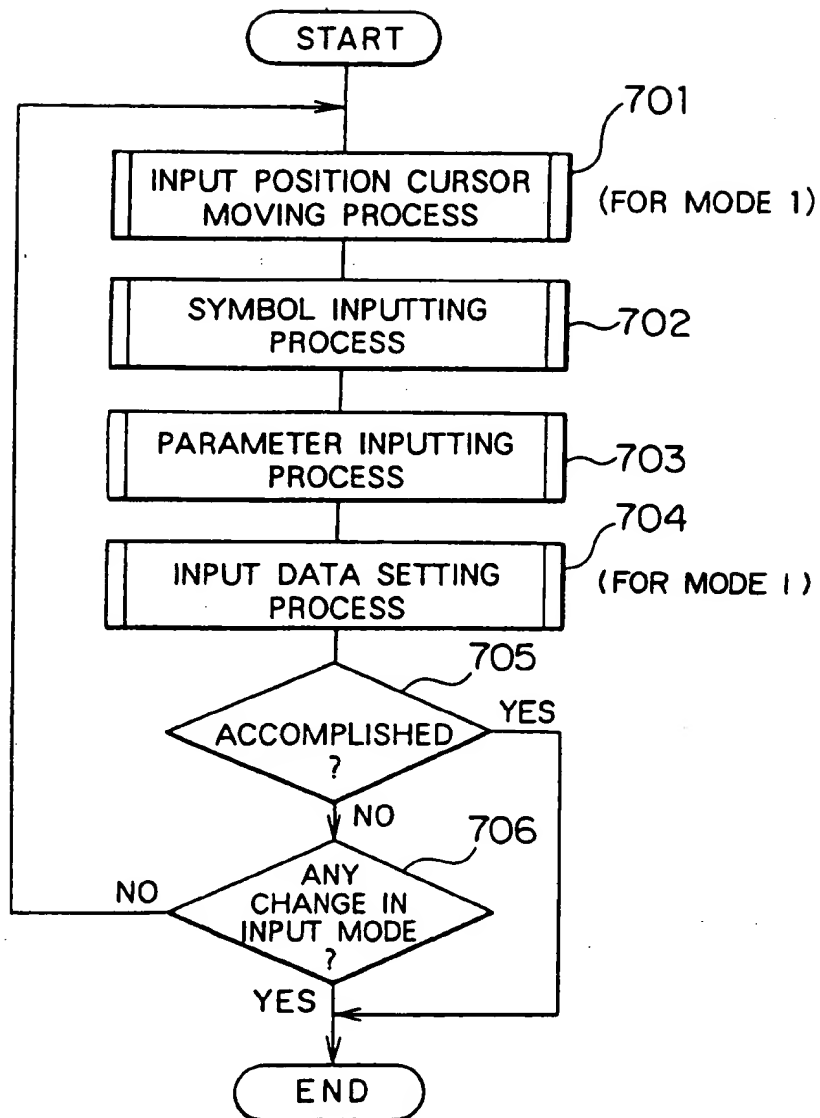 START
701
INPUT POSITION CURSOR
MOVING PROCESS
(FOR MODE 1)
SYMBOL INPUTTING
PROCESS
702
PARAMETER INPUTTING
PROCESS
703
704
INPUT DATA SETTING
PROCESS
(FOR MODE 1)
705
YES
ACCOMPLISHED
?
NO
706
NO
ANY
CHANGE IN
INPUT MODE
?
YES
END